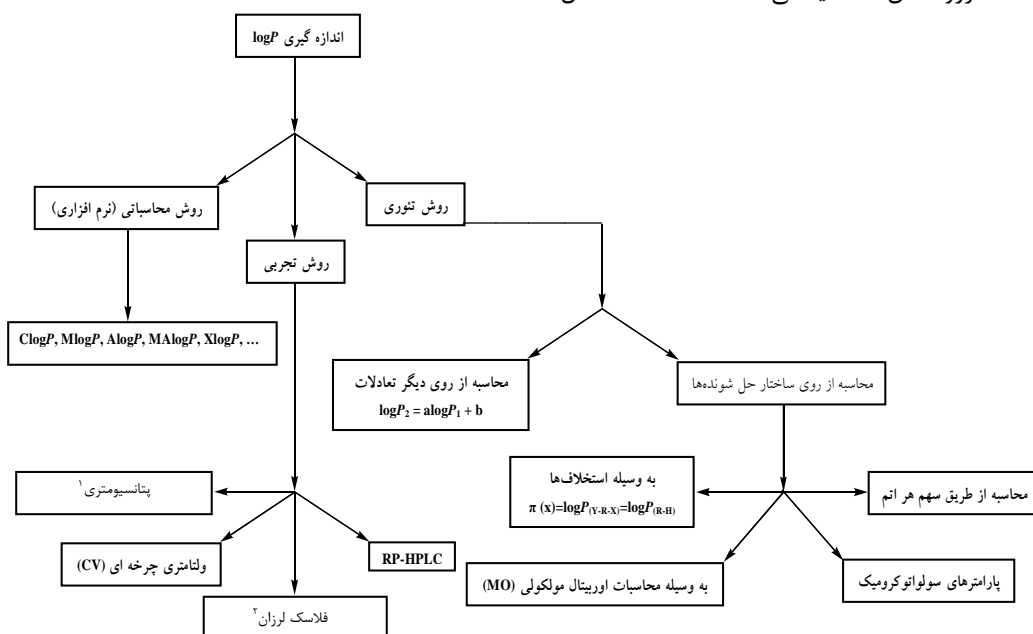 اندازه گیری logP
روش محاسباتی (نرم افزاری)
روش تئوری
روش تجربی
ClogP, MlogP, AlogP, MAlogP, XlogP, ...
محاسبه از روی دیگر تعادلات
logP₂ = alogP₁ + b
محاسبه از روی ساختار حل شونده‌ها
پتانسیومتری۱
به وسیله استخلاف‌ها
π (x)=logP(Y-R-X)=logP(R-H)
محاسبه از طریق سهم هر اتم
ولتامتری چرخه ای (CV)
RP-HPLC
به وسیله محاسبات اوربیتال مولکولی (MO)
پارامترهای سولواتوکرومیک
فلاسک لرزان۲